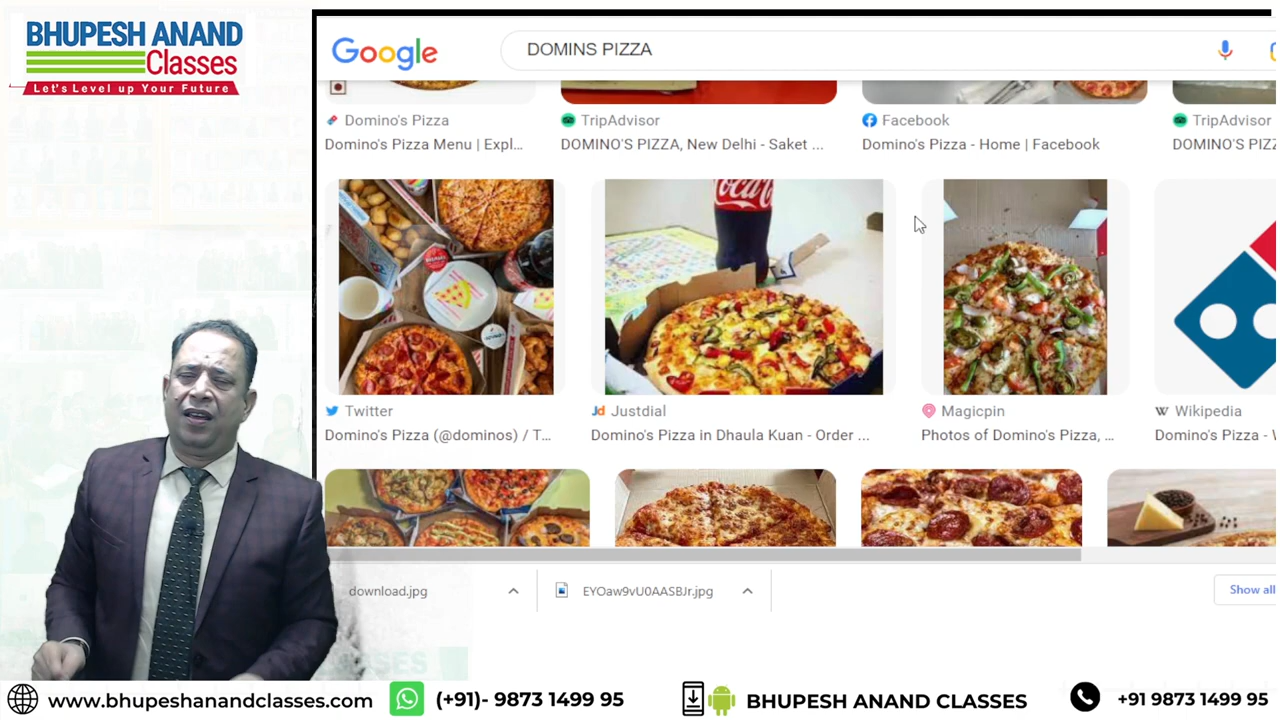 BHUPESH ANAND
Classes
Let's Level up Your Future
Google
DOMINS PIZZA
Domino's Pizza
Domino's Pizza Menu | Expl...
TripAdvisor
DOMINO'S PIZZA, New Delhi - Saket ...
Facebook
Domino's Pizza - Home | Facebook
TripAdvisor
DOMINO'S PIZZ
Twitter
Domino's Pizza (@dominos) / T...
Jd Justdial
Domino's Pizza in Dhaula Kuan - Order ...
Magicpin
Photos of Domino's Pizza, ...
W Wikipedia
Domino's Pizza - W
download.jpg
EYOaw9vU0AASBJr.jpg
Show all
www.bhupeshanandclasses.com
(+91)- 9873 1499 95
BHUPESH ANAND CLASSES
+91 9873 1499 95